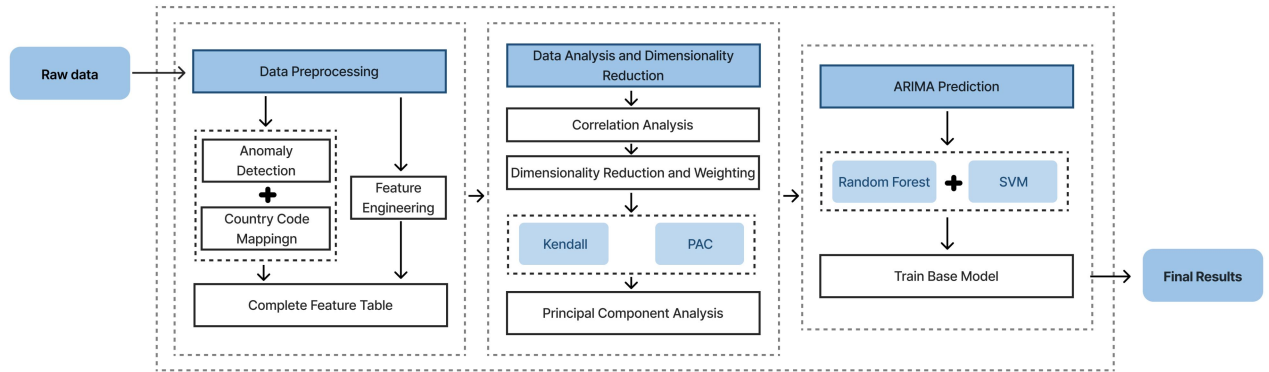 Raw data
Data Preprocessing
Anomaly
Detection
Country Code
Mappingn
Feature
Engineering
Complete Feature Table
Data Analysis and Dimensionality
Reduction
Correlation Analysis
Dimensionality Reduction and Weighting
Kendall
PAC
Principal Component Analysis
ARIMA Prediction
Random Forest
SVM
Train Base Model
Final Results